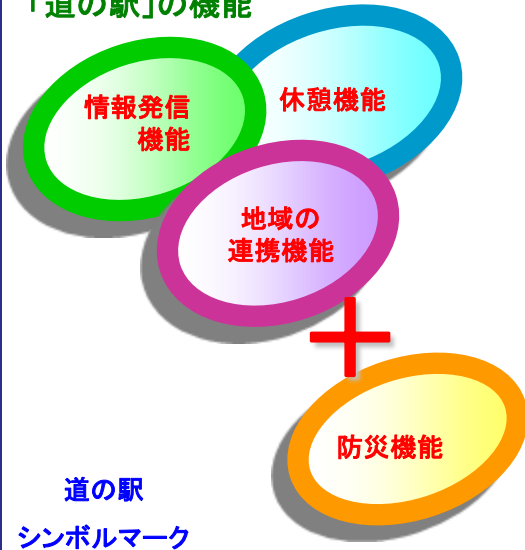 「道の駅」の機能
休憩機能
情報発信
機能
地域の
連携機能
防災機能
道の駅
シンボルマーク